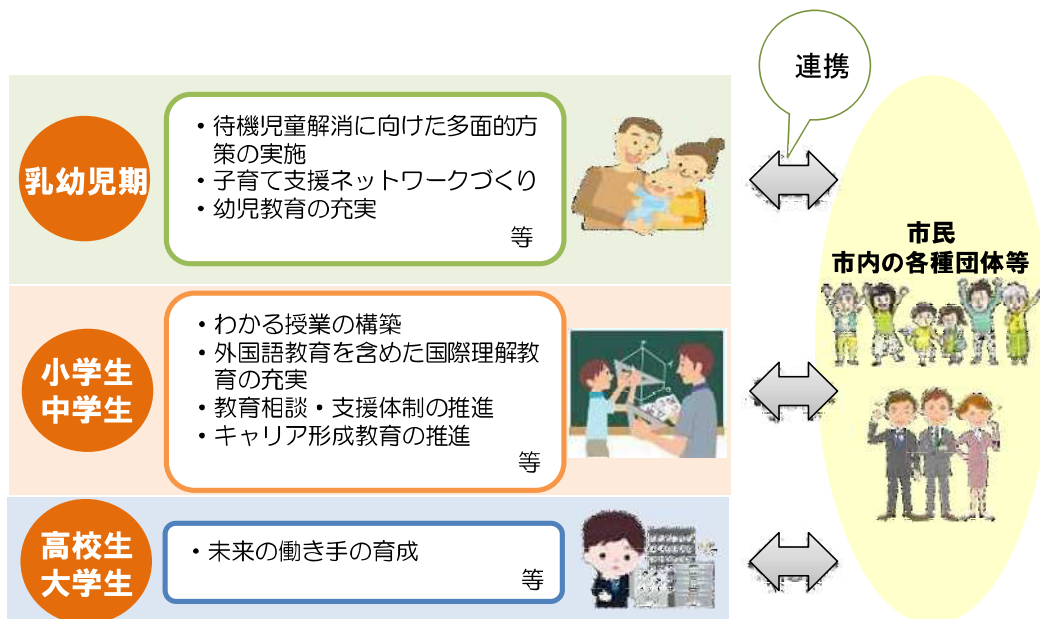 連携
乳幼児期
・待機児童解消に向けた多面的方
策の実施
・子育て支援ネットワークづくり
・幼児教育の充実
等
小学生
中学生
・わかる授業の構築
・外国語教育を含めた国際理解教
育の充実
・教育相談・支援体制の推進
・キャリア形成教育の推進
等
高校生
大学生
・未来の働き手の育成
等
市民
市内の各種団体等